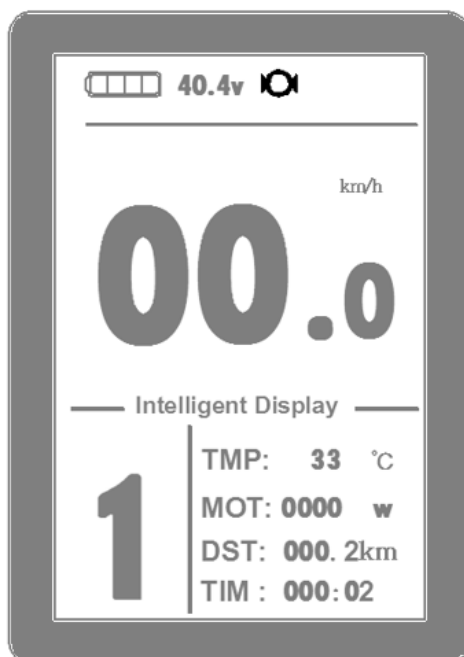 40.4v
km/h
00.0
Intelligent Display
1
TMP: 33 °C
MOT: 0000 w
DST: 000.2km
TIM : 000:02